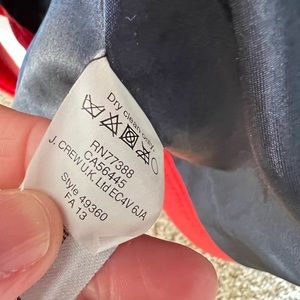 Dry clean only
RN77388
CA56445
J. CREW U.K. Ltd EC4V 6JA
Style 49360
FA 13